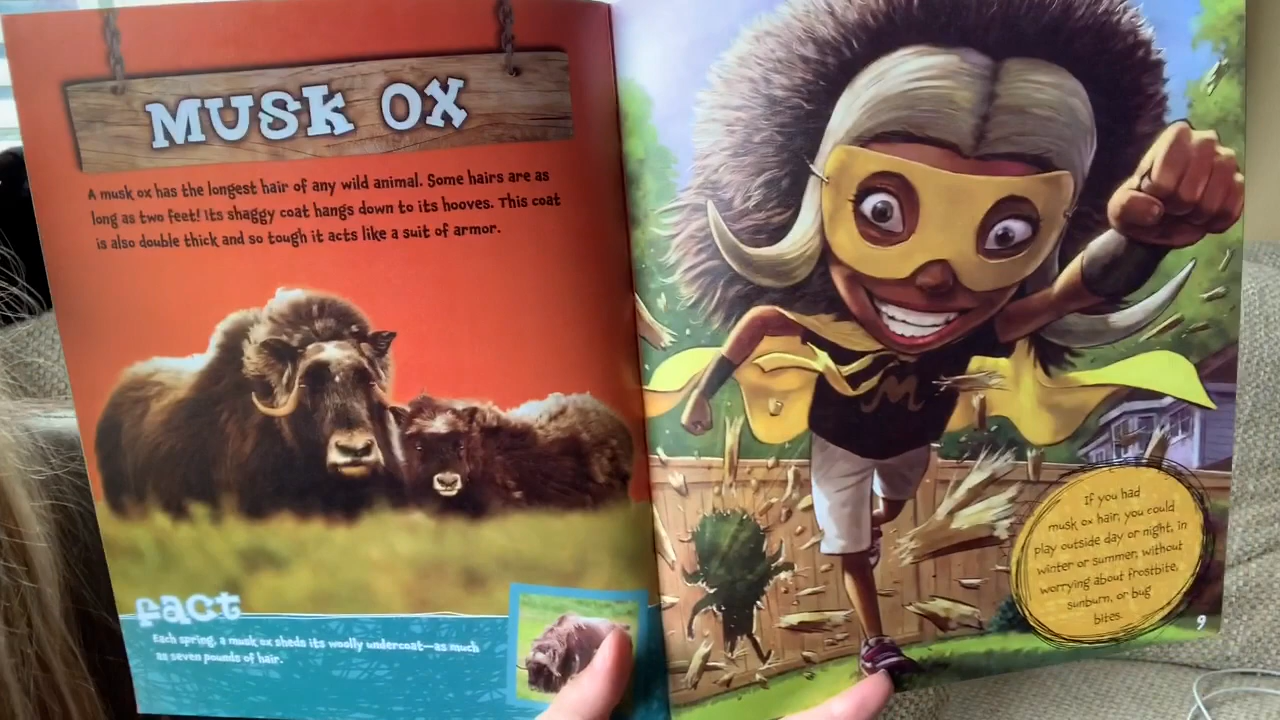 MUSK OX
A musk ox has the longest hair of any wild animal. Some hairs are as
long as two feet! Its shaggy coat hangs down to its hooves. This coat
is also double thick and so tough it acts like a suit of armor.
fact
Each spring, a musk ox sheds its woolly undercoat—as much
as seven pounds of hair.
M
If you had
musk ox hair, you could
play outside day or night, in
winter or summer, without
worrying about frostbite,
sunburn, or bug
bites.
9